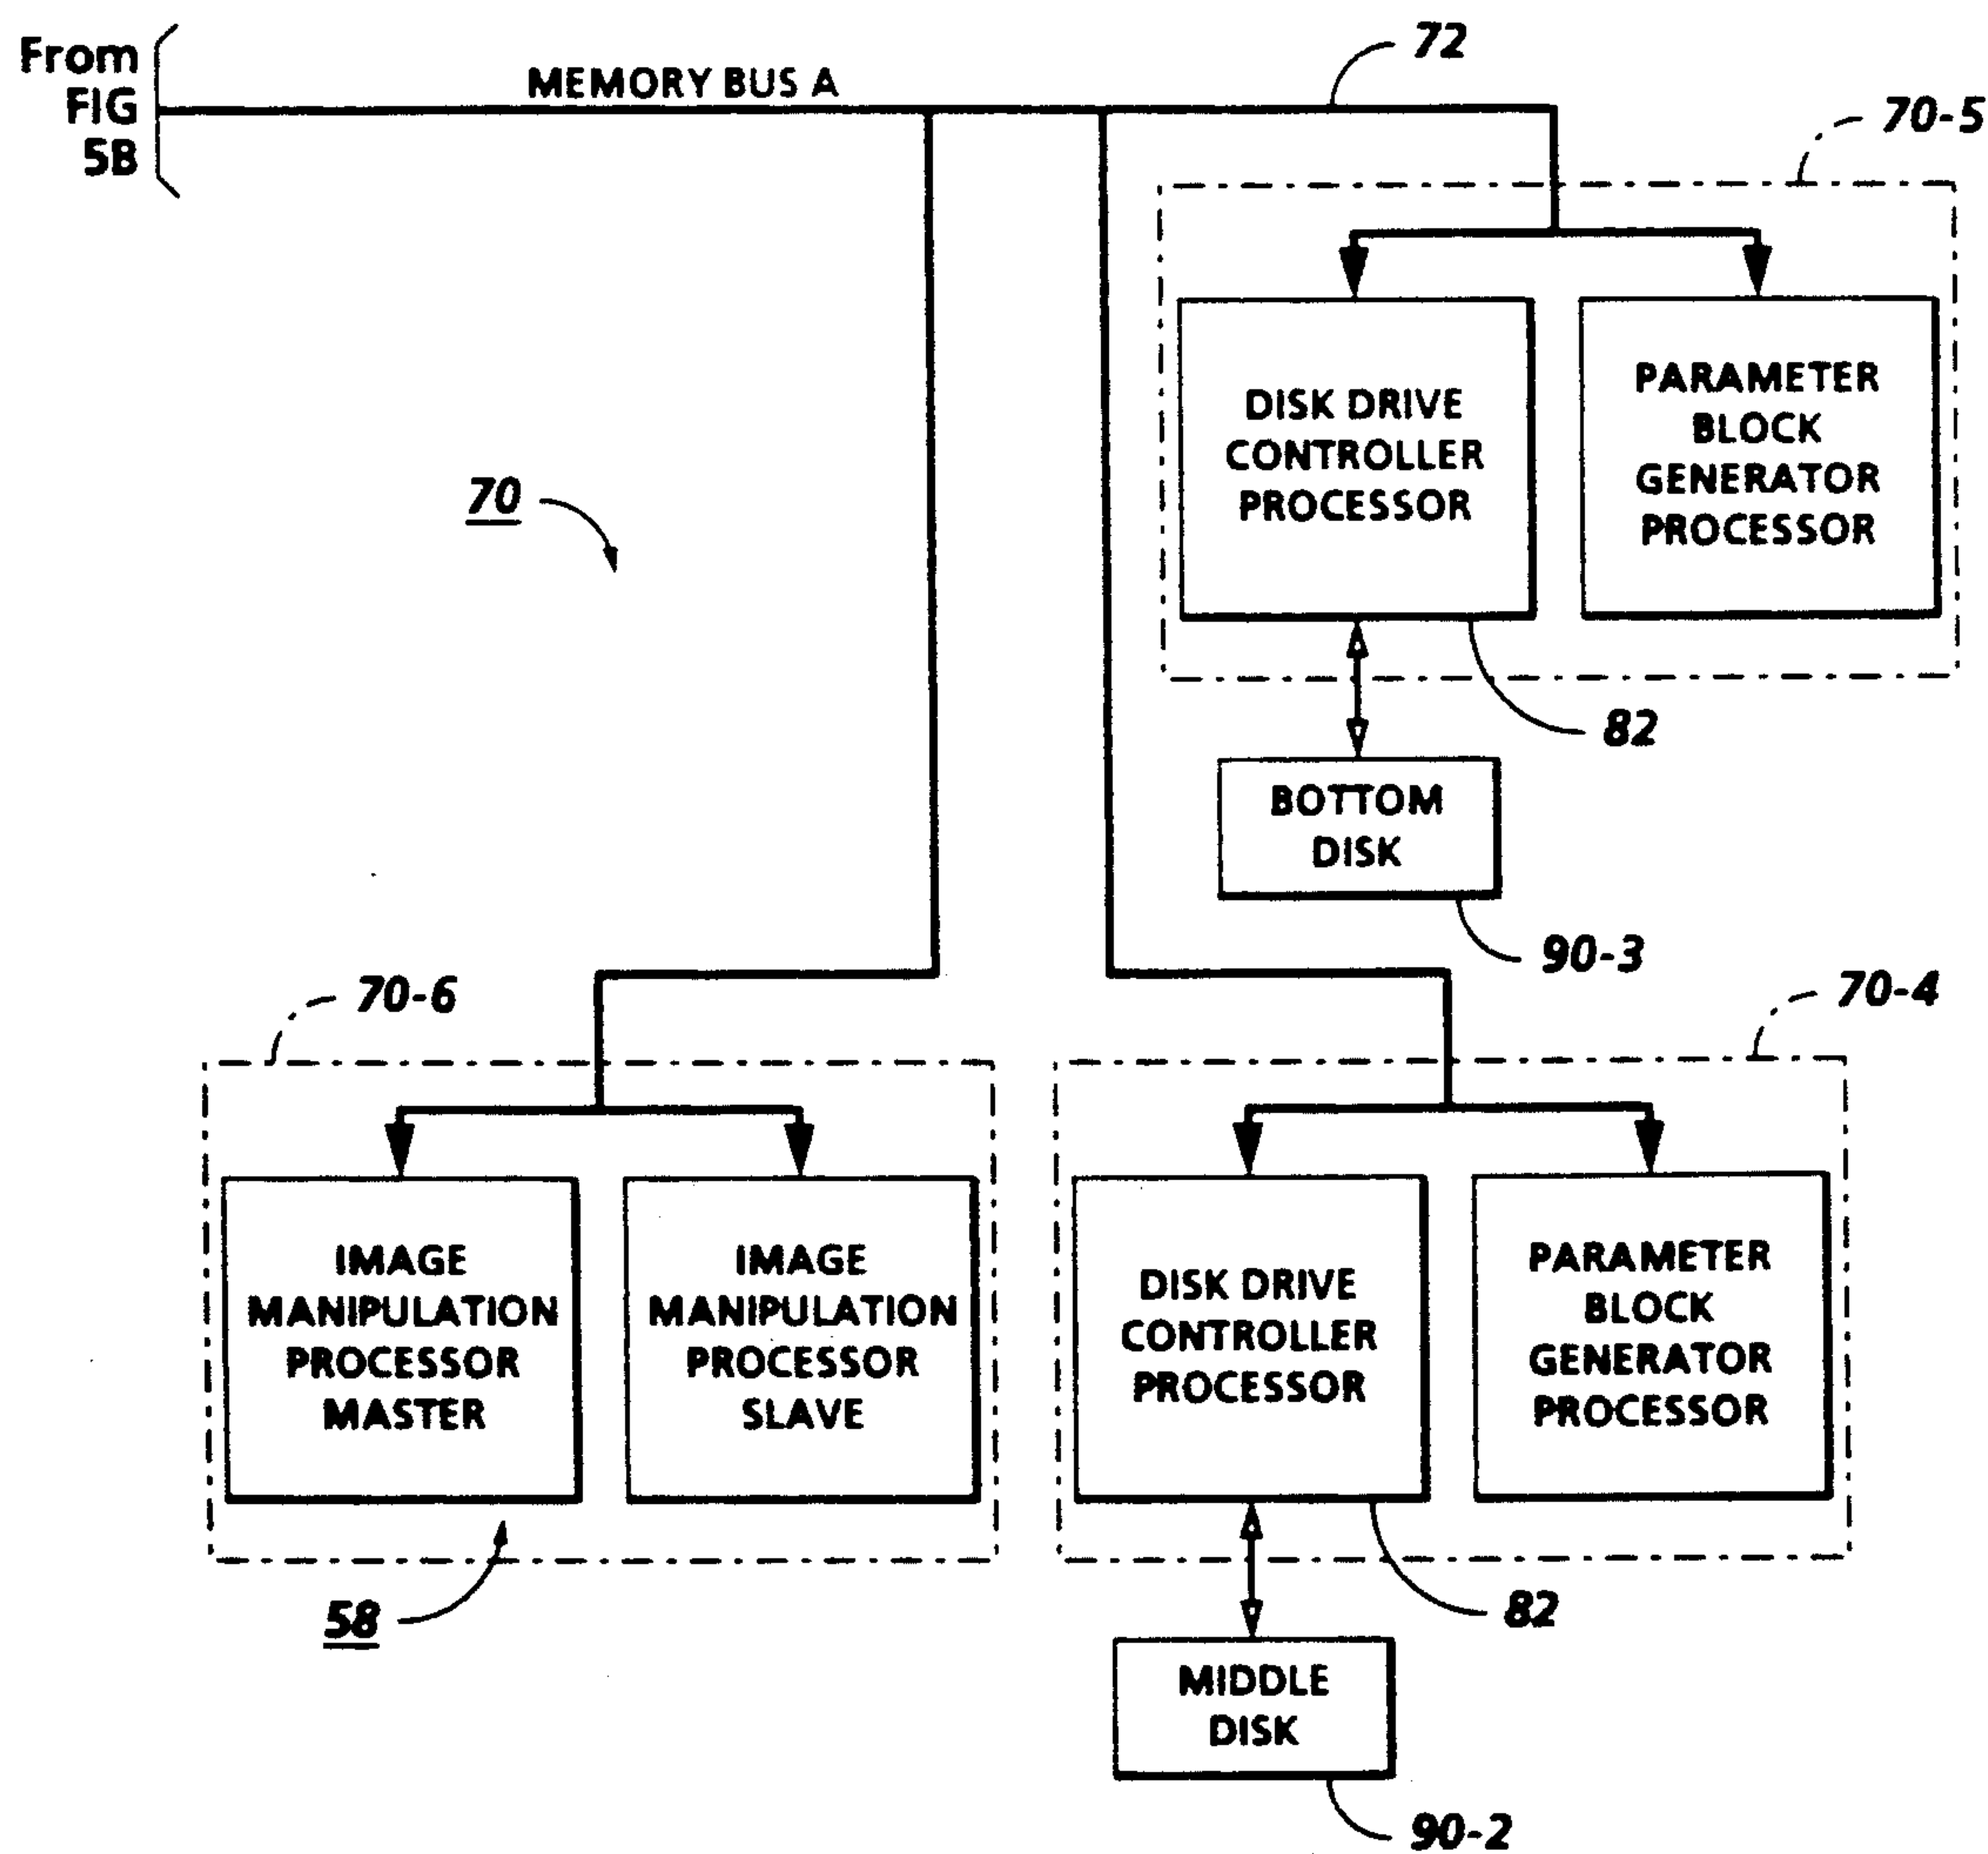 From
FIG
5B
MEMORY BUS A
72
70-5
DISK DRIVE
CONTROLLER
PROCESSOR
PARAMETER
BLOCK
GENERATOR
PROCESSOR
70
82
BOTTOM
DISK
90-3
70-6
70-4
IMAGE
MANIPULATION
PROCESSOR
MASTER
IMAGE
MANIPULATION
PROCESSOR
SLAVE
DISK DRIVE
CONTROLLER
PROCESSOR
PARAMETER
BLOCK
GENERATOR
PROCESSOR
58
82
MIDDLE
DISK
90-2